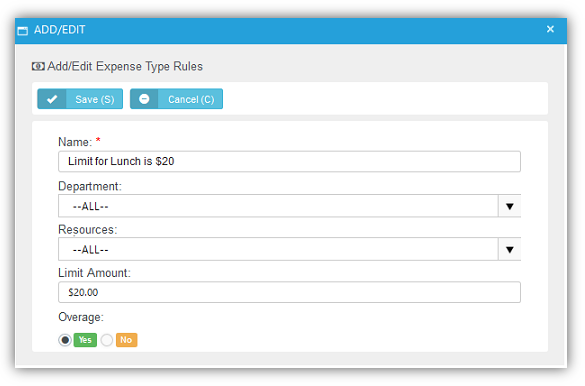 ADD/EDIT
Add/Edit Expense Type Rules
Save (S) Cancel (C)
Name: *
Limit for Lunch is $20
Department:
--ALL--
Resources:
--ALL--
Limit Amount:
$20.00
Overage:
Yes No